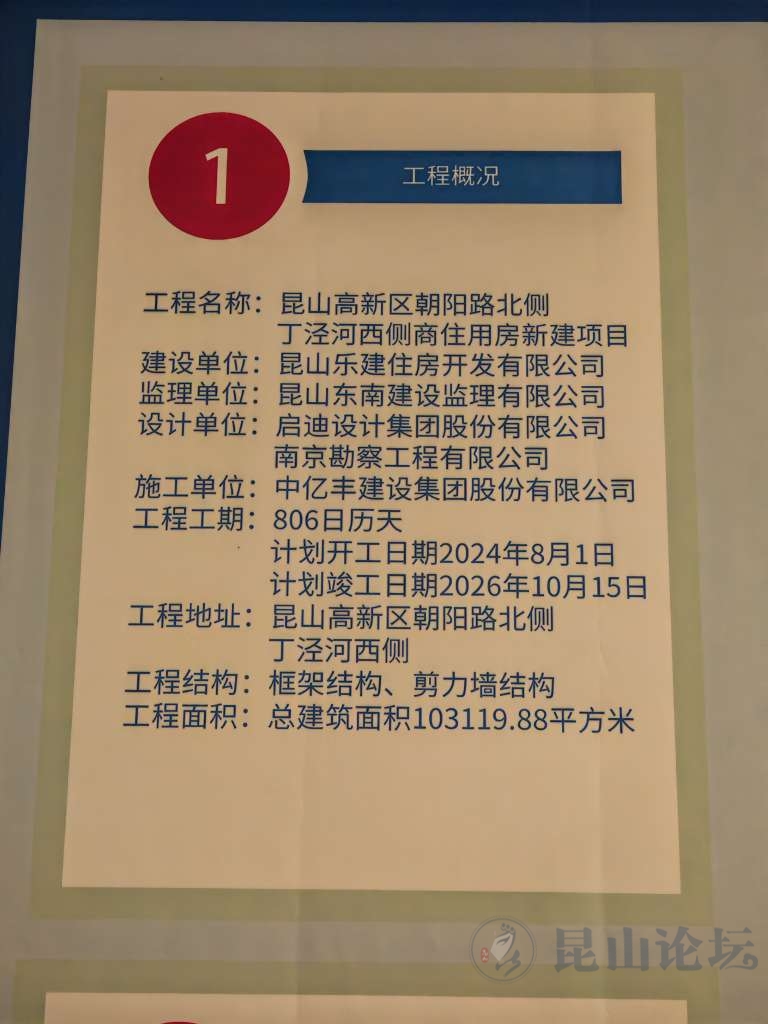 1
工程概况
工程名称：昆山高新区朝阳路北侧
丁泾河西侧商住用房新建项目
建设单位：昆山乐建住房开发有限公司
监理单位：昆山东南建设监理有限公司
设计单位：启迪设计集团股份有限公司
南京勘察工程有限公司
施工单位：中亿丰建设集团股份有限公司
工程工期：806日历天
计划开工日期2024年8月1日
计划竣工日期2026年10月15日
工程地址：昆山高新区朝阳路北侧
丁泾河西侧
工程结构：框架结构、剪力墙结构
工程面积：总建筑面积103119.88平方米
昆山论坛